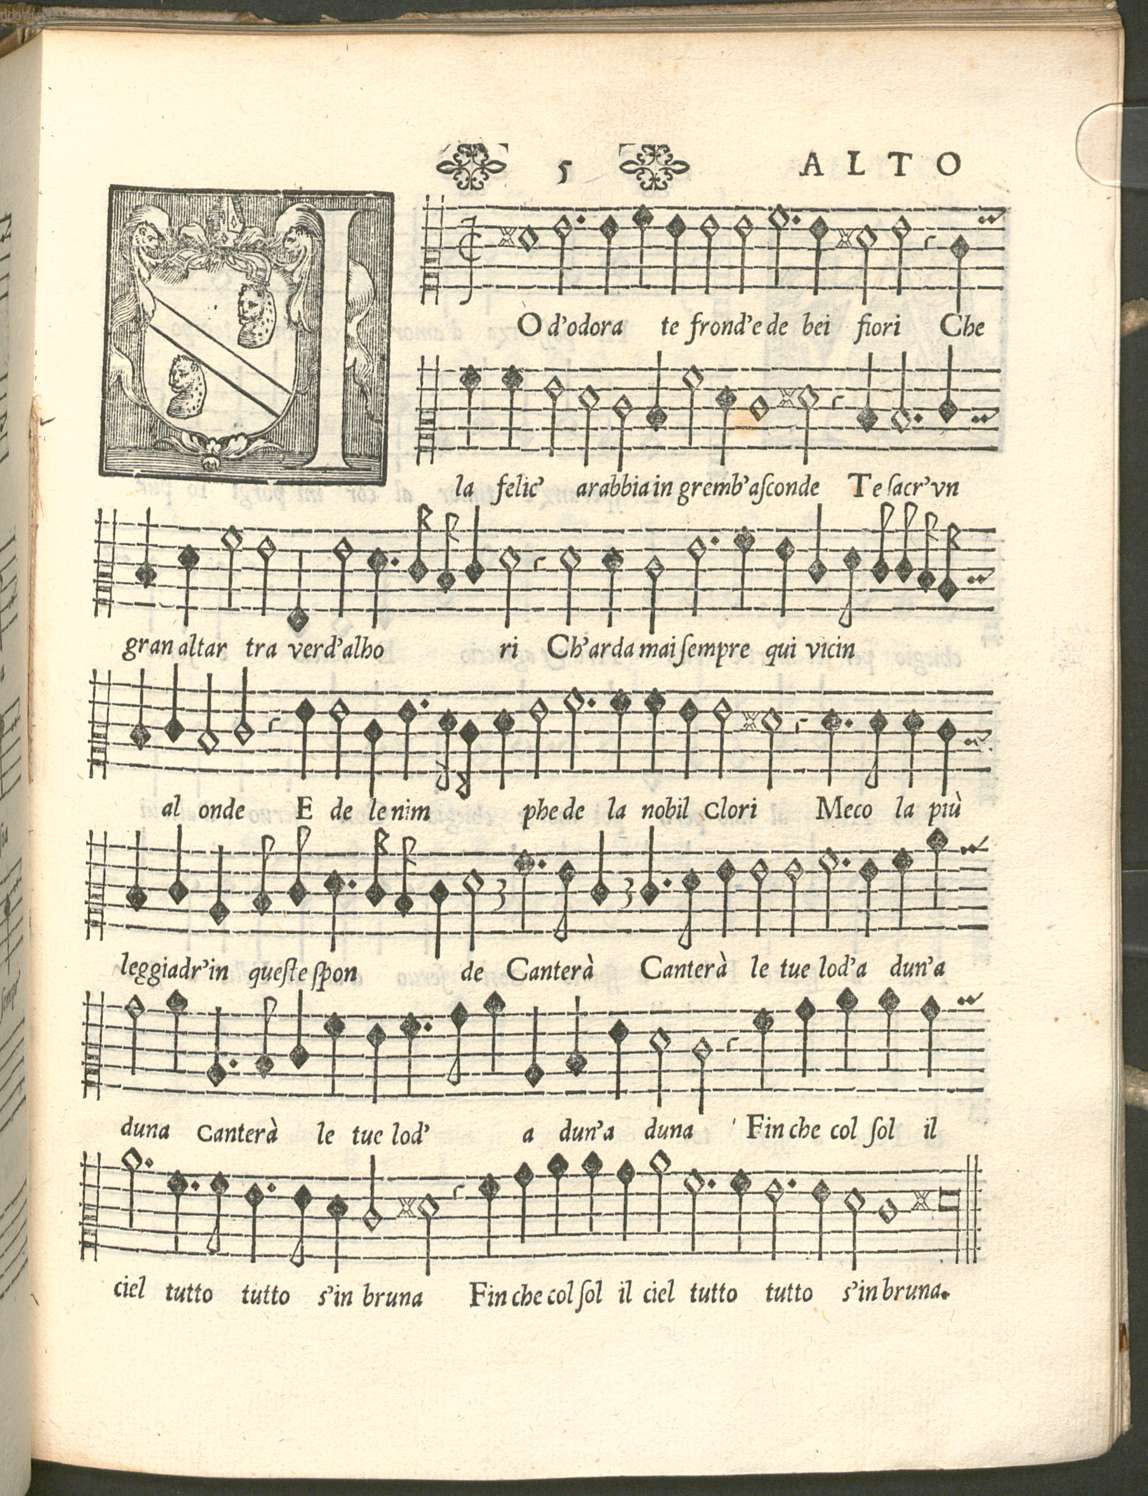 5 ALTO
IO d'odora te frond'e de bei fiori Che
la felic' arabbia in gremb'aſconde Te ſacr'vn
gran altar tra verd'alho ri Ch'arda mai ſempre qui vicin
al onde E de le nim phe de la nobil Clori Meco la più
leggiadr'in queſte ſpon de Canterà Canterà le tue lod'a dun'a
duna Canterà le tue lod' a dun'a duna Fin che col ſol il
ciel tutto tutto s'in bruna Fin che col ſol il ciel tutto tutto s'in bruna.